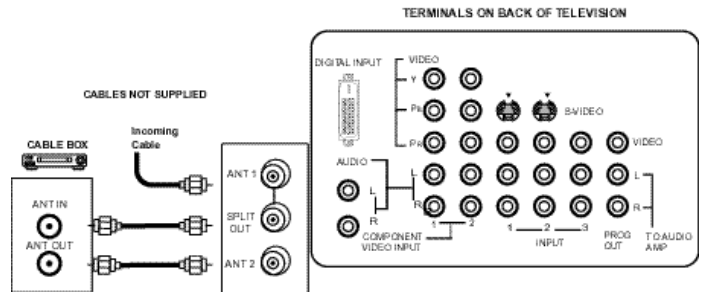 TERMINALS ON BACK OF TELEVISION
DIGITAL INPUT
VIDEO
Y
PB
PR
S-VIDEO
VIDEO
CABLES NOT SUPPLIED
CABLE BOX
Incoming
Cable
ANT IN
ANT OUT
ANT 1
SPLIT
OUT
ANT 2
AUDIO
L
R
L
R
1 2
COMPONENT
VIDEO INPUT
1 2 3
INPUT
PROG
OUT
L
R
TO AUDIO
AMP